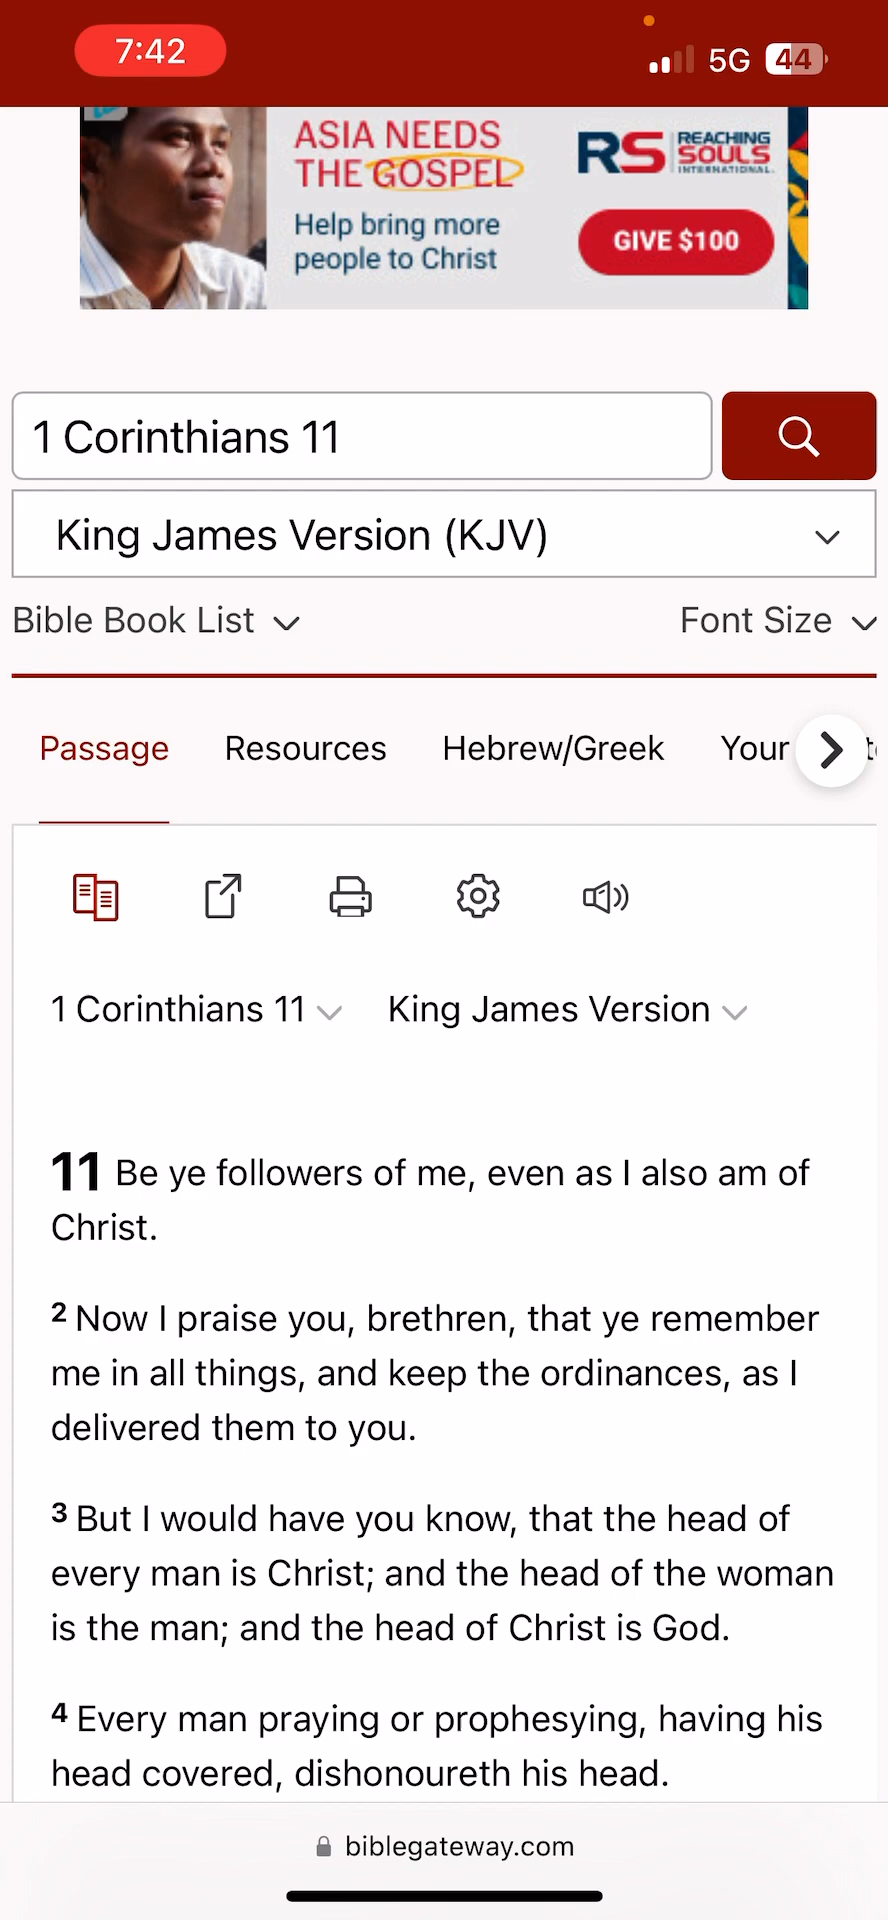 7:42
5G 44
ASIA NEEDS
THE GOSPEL
Help bring more
people to Christ
RS REACHING
SOULS
INTERNATIONAL
GIVE $100
1 Corinthians 11
King James Version (KJV)
Bible Book List
Font Size
Passage Resources Hebrew/Greek Your
1 Corinthians 11 King James Version
11 Be ye followers of me, even as I also am of
Christ.
2 Now I praise you, brethren, that ye remember
me in all things, and keep the ordinances, as I
delivered them to you.
3 But I would have you know, that the head of
every man is Christ; and the head of the woman
is the man; and the head of Christ is God.
4 Every man praying or prophesying, having his
head covered, dishonoureth his head.
biblegateway.com